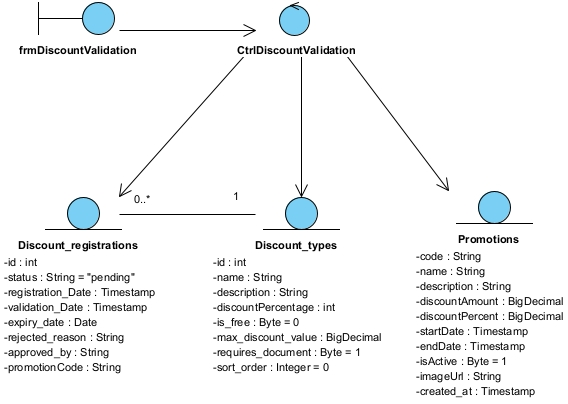 frmDiscountValidation
CtrlDiscountValidation
0..*
1
Discount_registrations
-id : int
-status : String = "pending"
-registration_Date : Timestamp
-validation_Date : Timestamp
-expiry_date : Date
-rejected_reason : String
-approved_by : String
-promotionCode : String
Discount_types
-id : int
-name : String
-description : String
-discountPercentage : int
-is_free : Byte = 0
-max_discount_value : BigDecimal
-requires_document : Byte = 1
-sort_order : Integer = 0
Promotions
-code : String
-name : String
-description : String
-discountAmount : BigDecimal
-discountPercent : BigDecimal
-startDate : Timestamp
-endDate : Timestamp
-isActive : Byte = 1
-imageUrl : String
-created_at : Timestamp